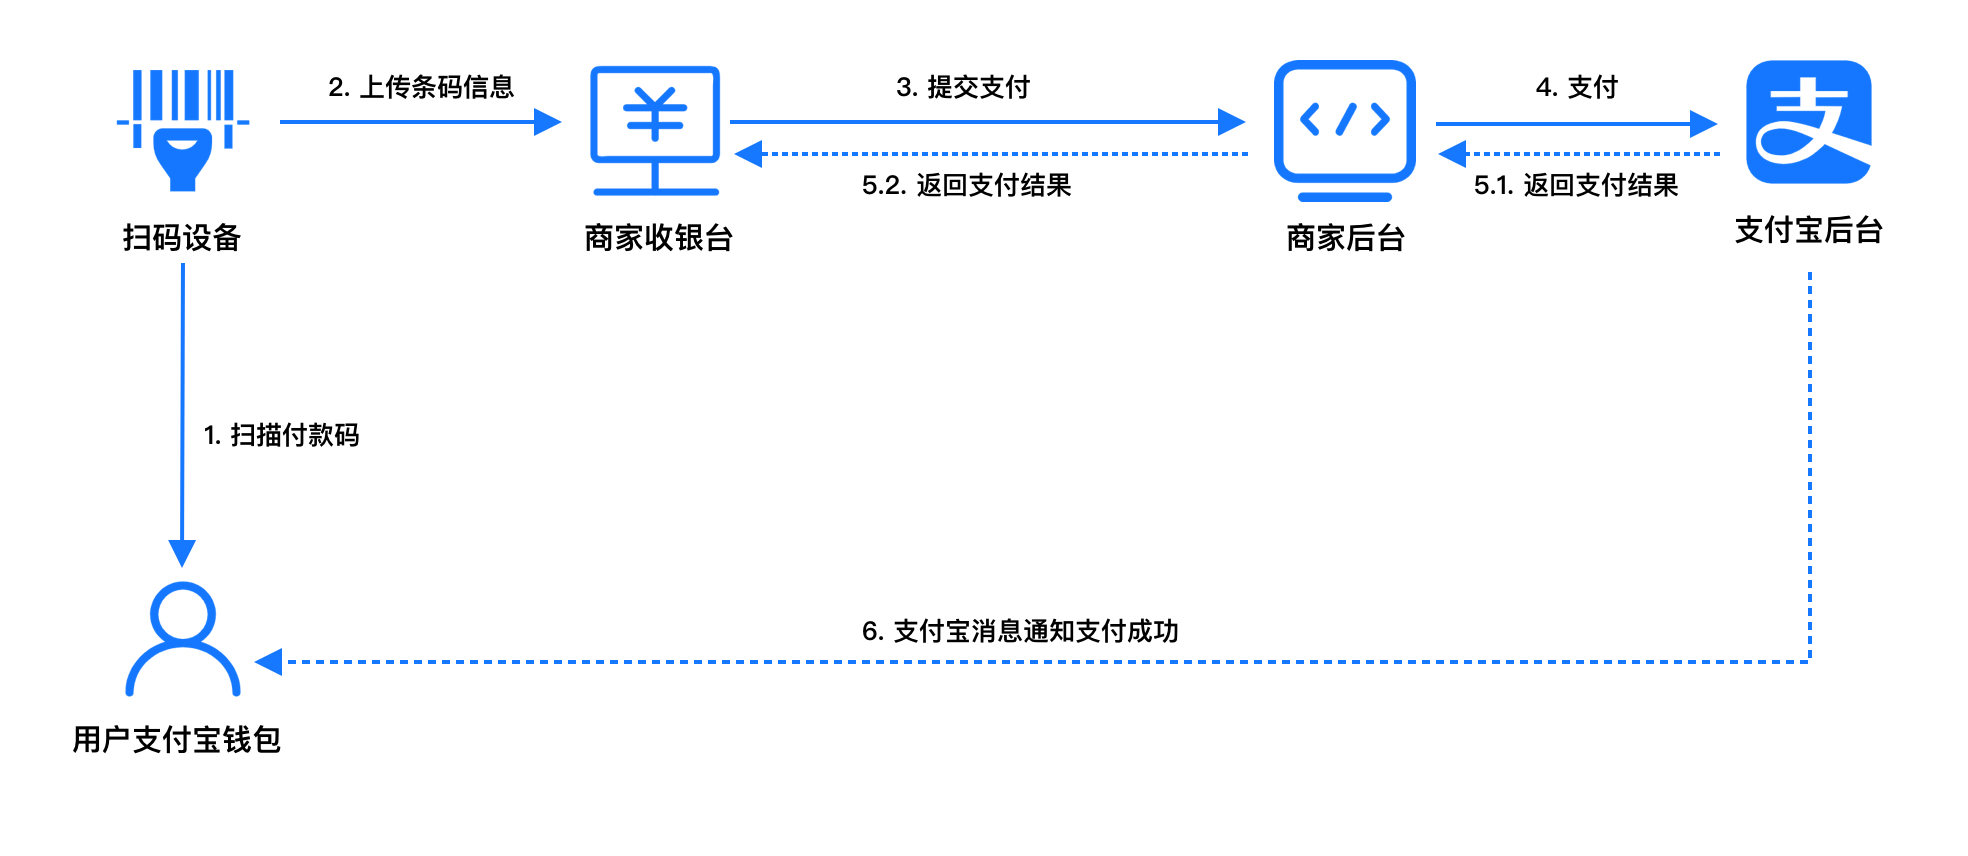 2. 上传条码信息
3. 提交支付
4. 支付
支
5.2. 返回支付结果
5.1. 返回支付结果
扫码设备
商家收银台
商家后台
支付宝后台
1. 扫描付款码
6. 支付宝消息通知支付成功
用户支付宝钱包